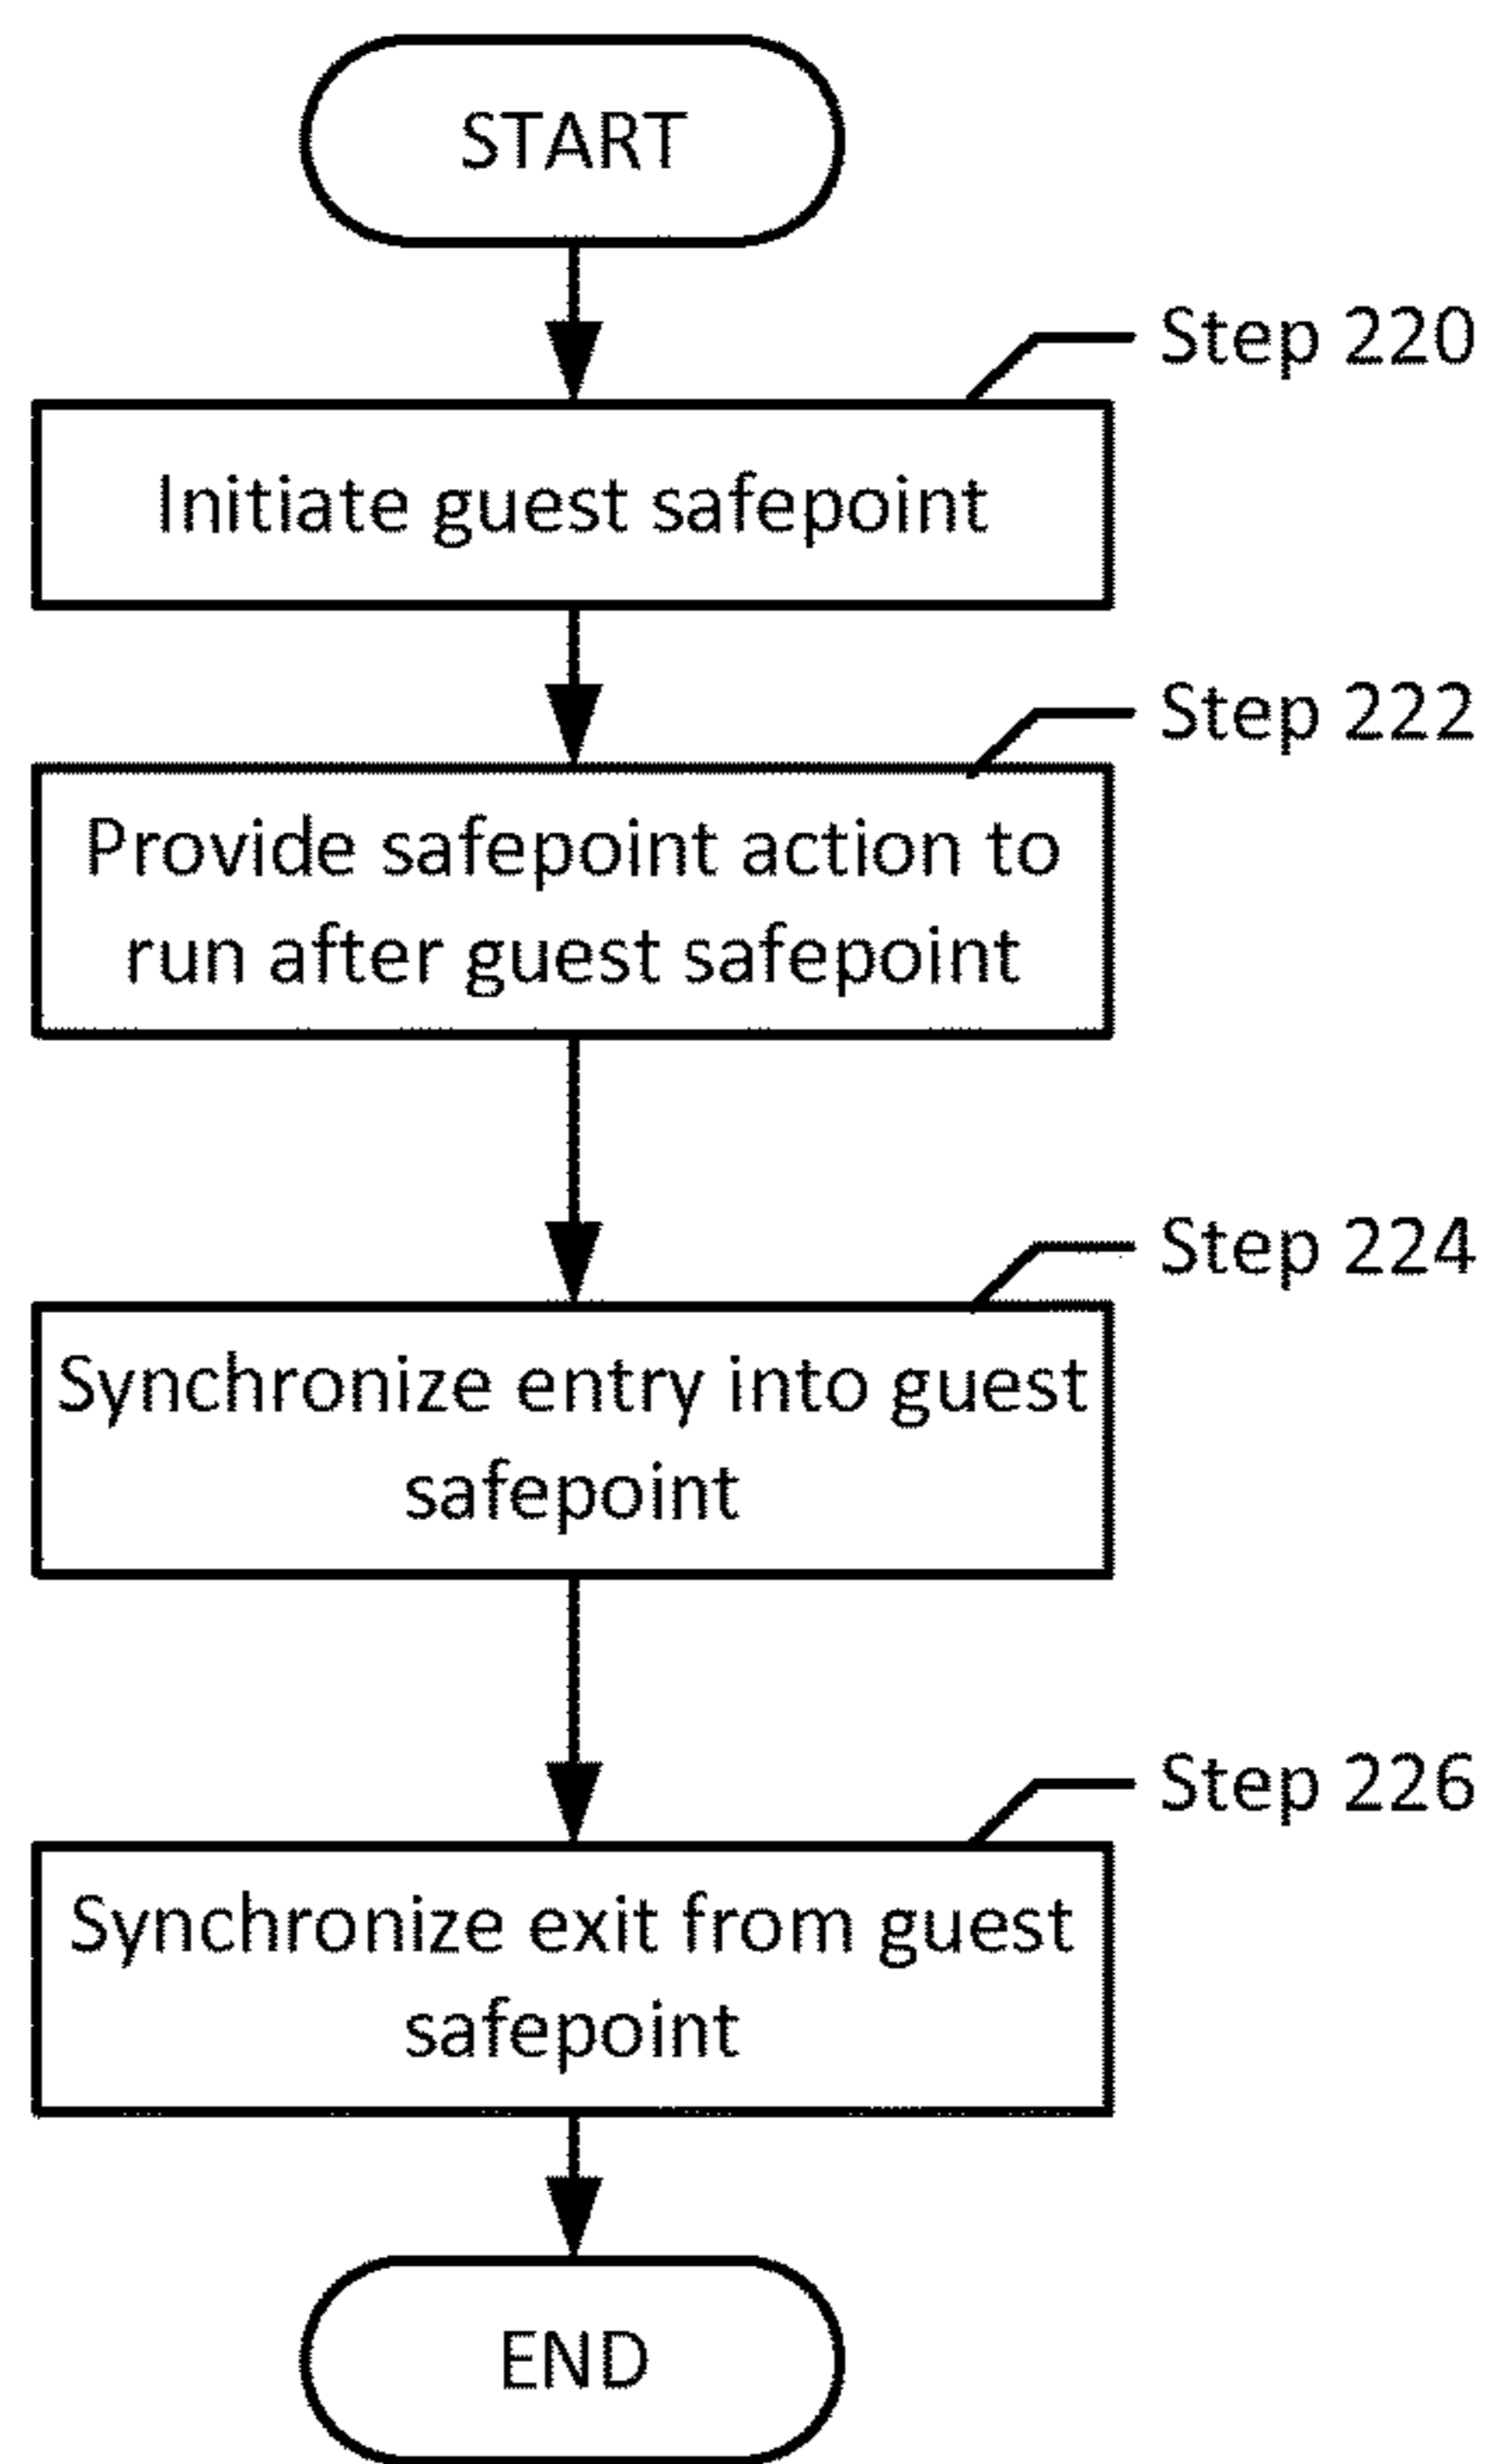 START
Step 220
Initiate guest safepoint
Step 222
Provide safepoint action to
run after guest safepoint
Step 224
Synchronize entry into guest
safepoint
Step 226
Synchronize exit from guest
safepoint
END